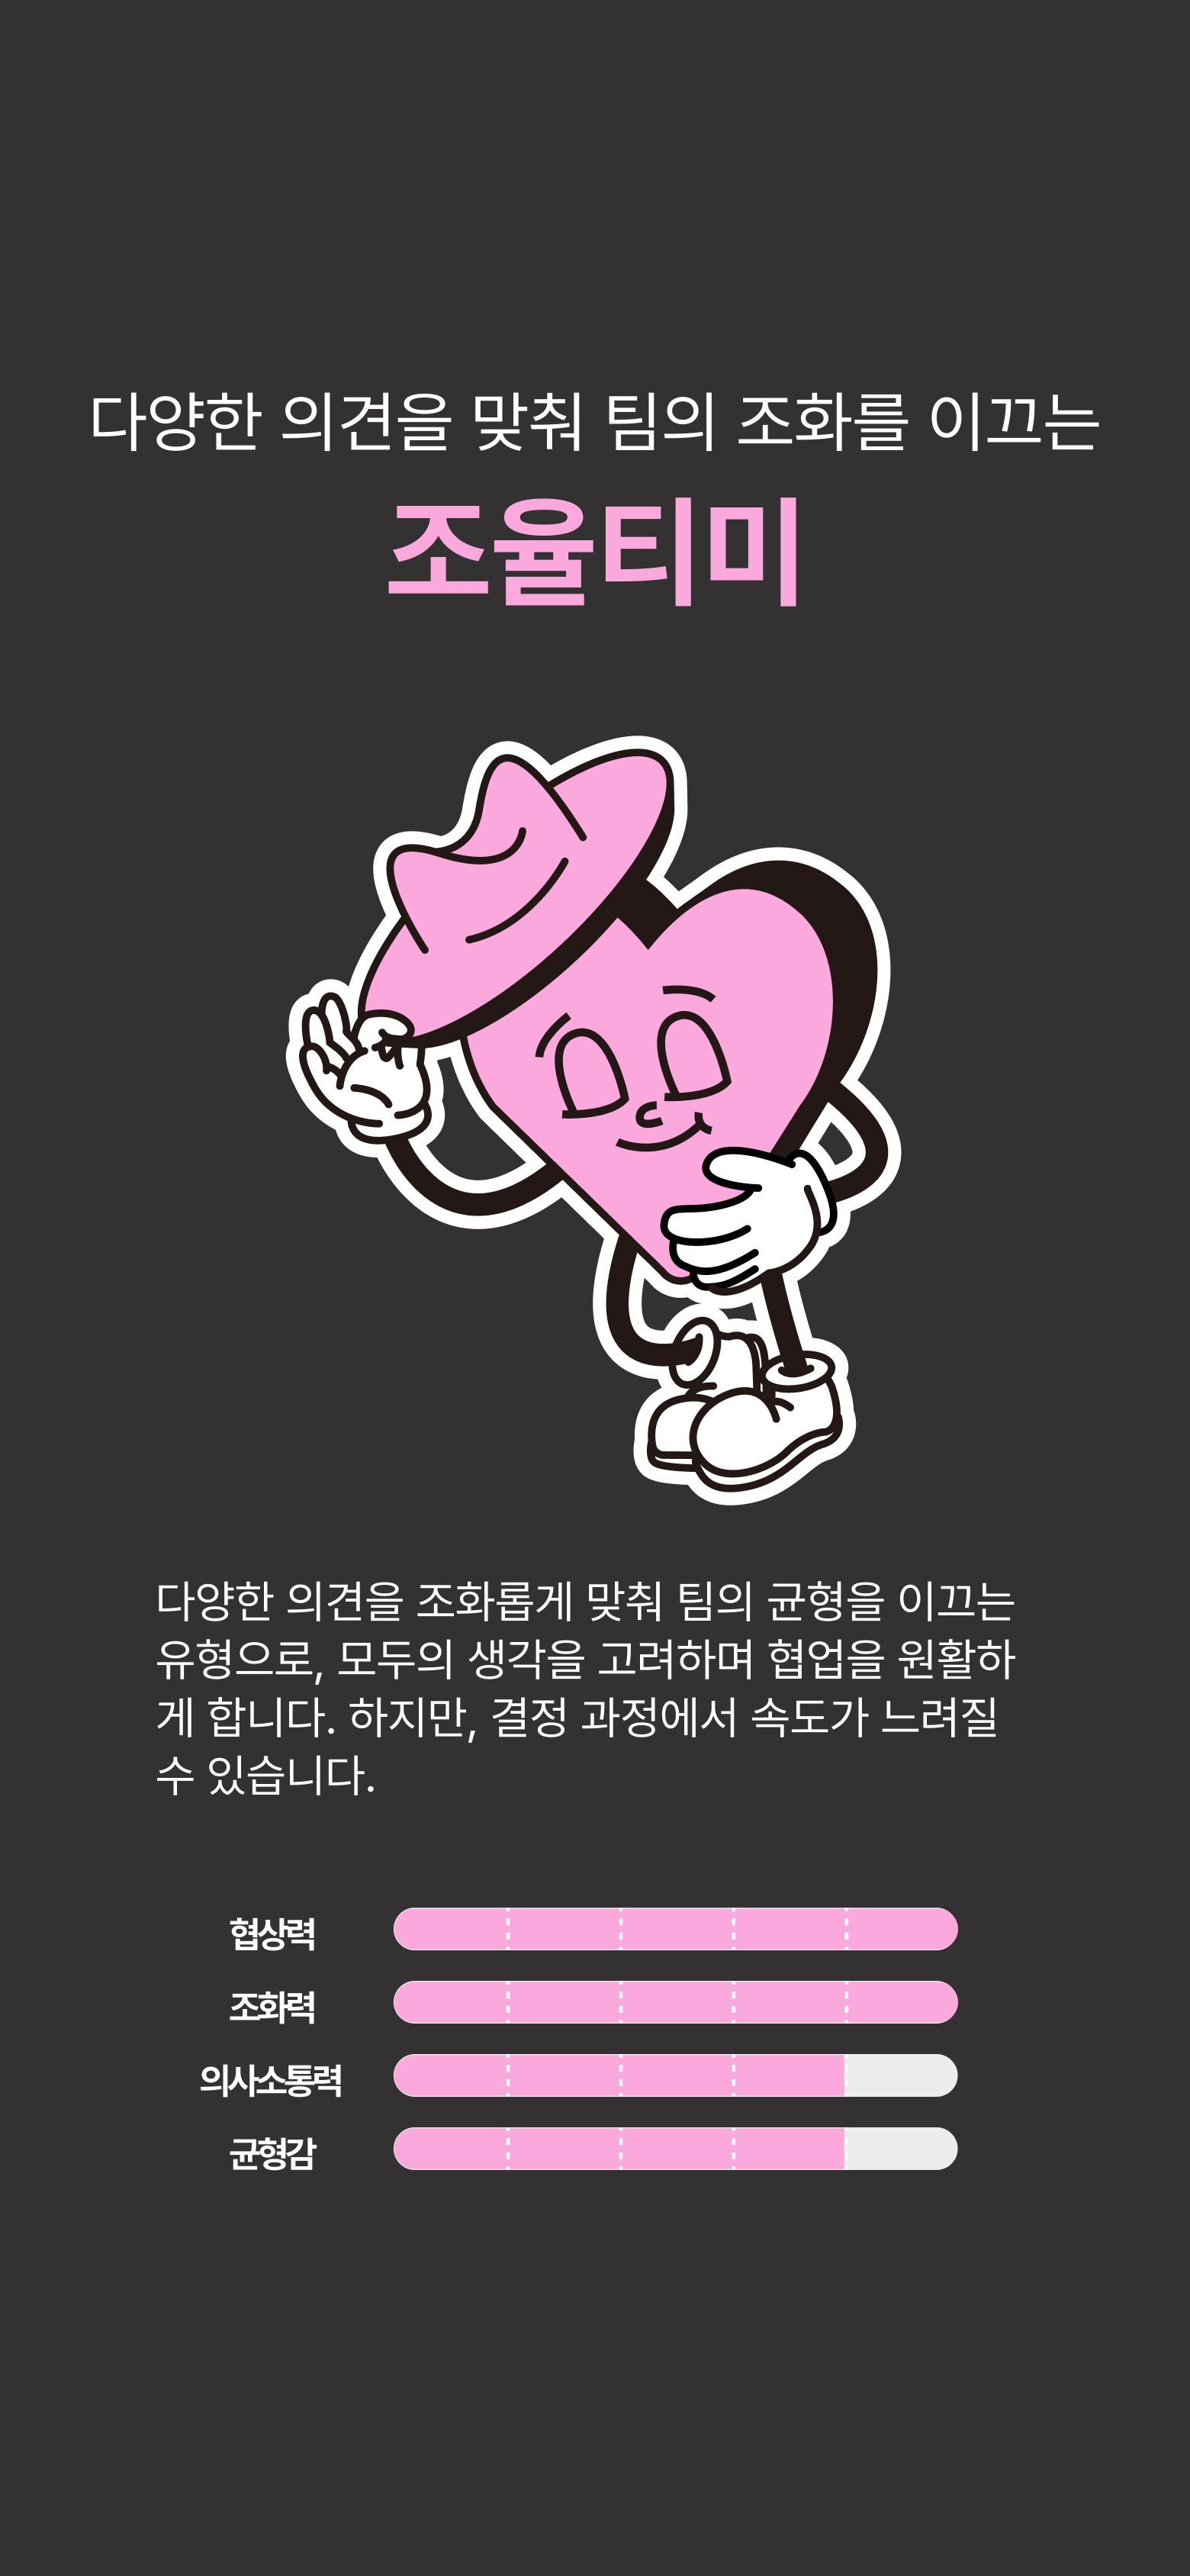 다양한 의견을 맞춰 팀의 조화를 이끄는
조율티미
다양한 의견을 조화롭게 맞춰 팀의 균형을 이끄는
유형으로, 모두의 생각을 고려하며 협업을 원활하
게 합니다. 하지만, 결정 과정에서 속도가 느려질
수 있습니다.
협상력
조화력
의사소통력
균형감